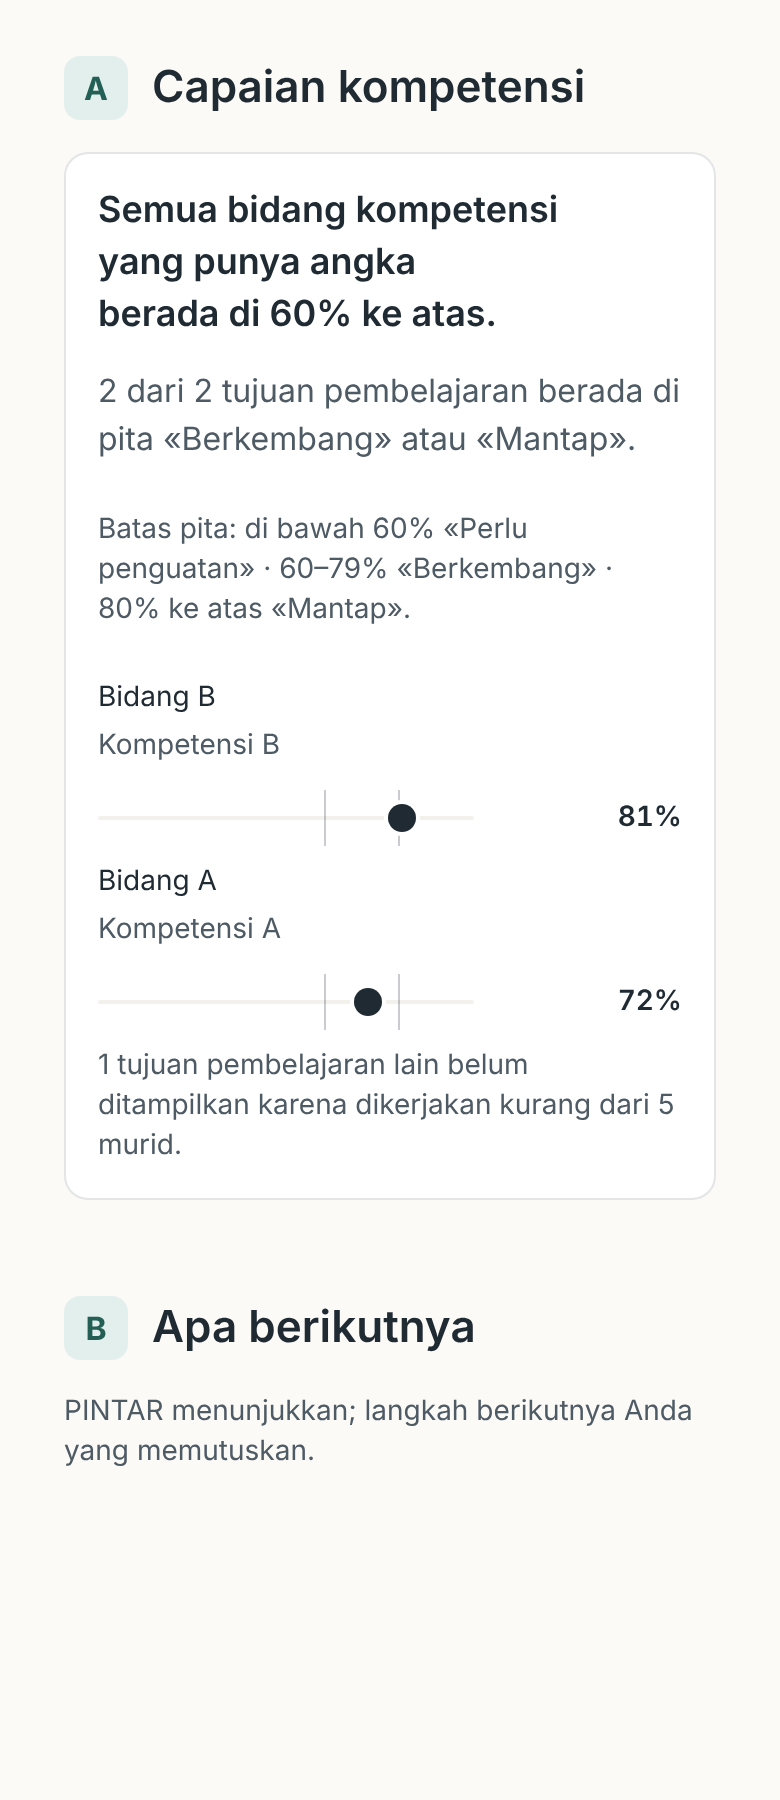 A
Capaian kompetensi
Semua bidang kompetensi
yang punya angka
berada di 60% ke atas.
2 dari 2 tujuan pembelajaran berada di
pita «Berkembang» atau «Mantap».
Batas pita: di bawah 60% «Perlu
penguatan» · 60–79% «Berkembang» ·
80% ke atas «Mantap».
Bidang B
Kompetensi B
81%
Bidang A
Kompetensi A
72%
1 tujuan pembelajaran lain belum
ditampilkan karena dikerjakan kurang dari 5
murid.
B
Apa berikutnya
PINTAR menunjukkan; langkah berikutnya Anda
yang memutuskan.